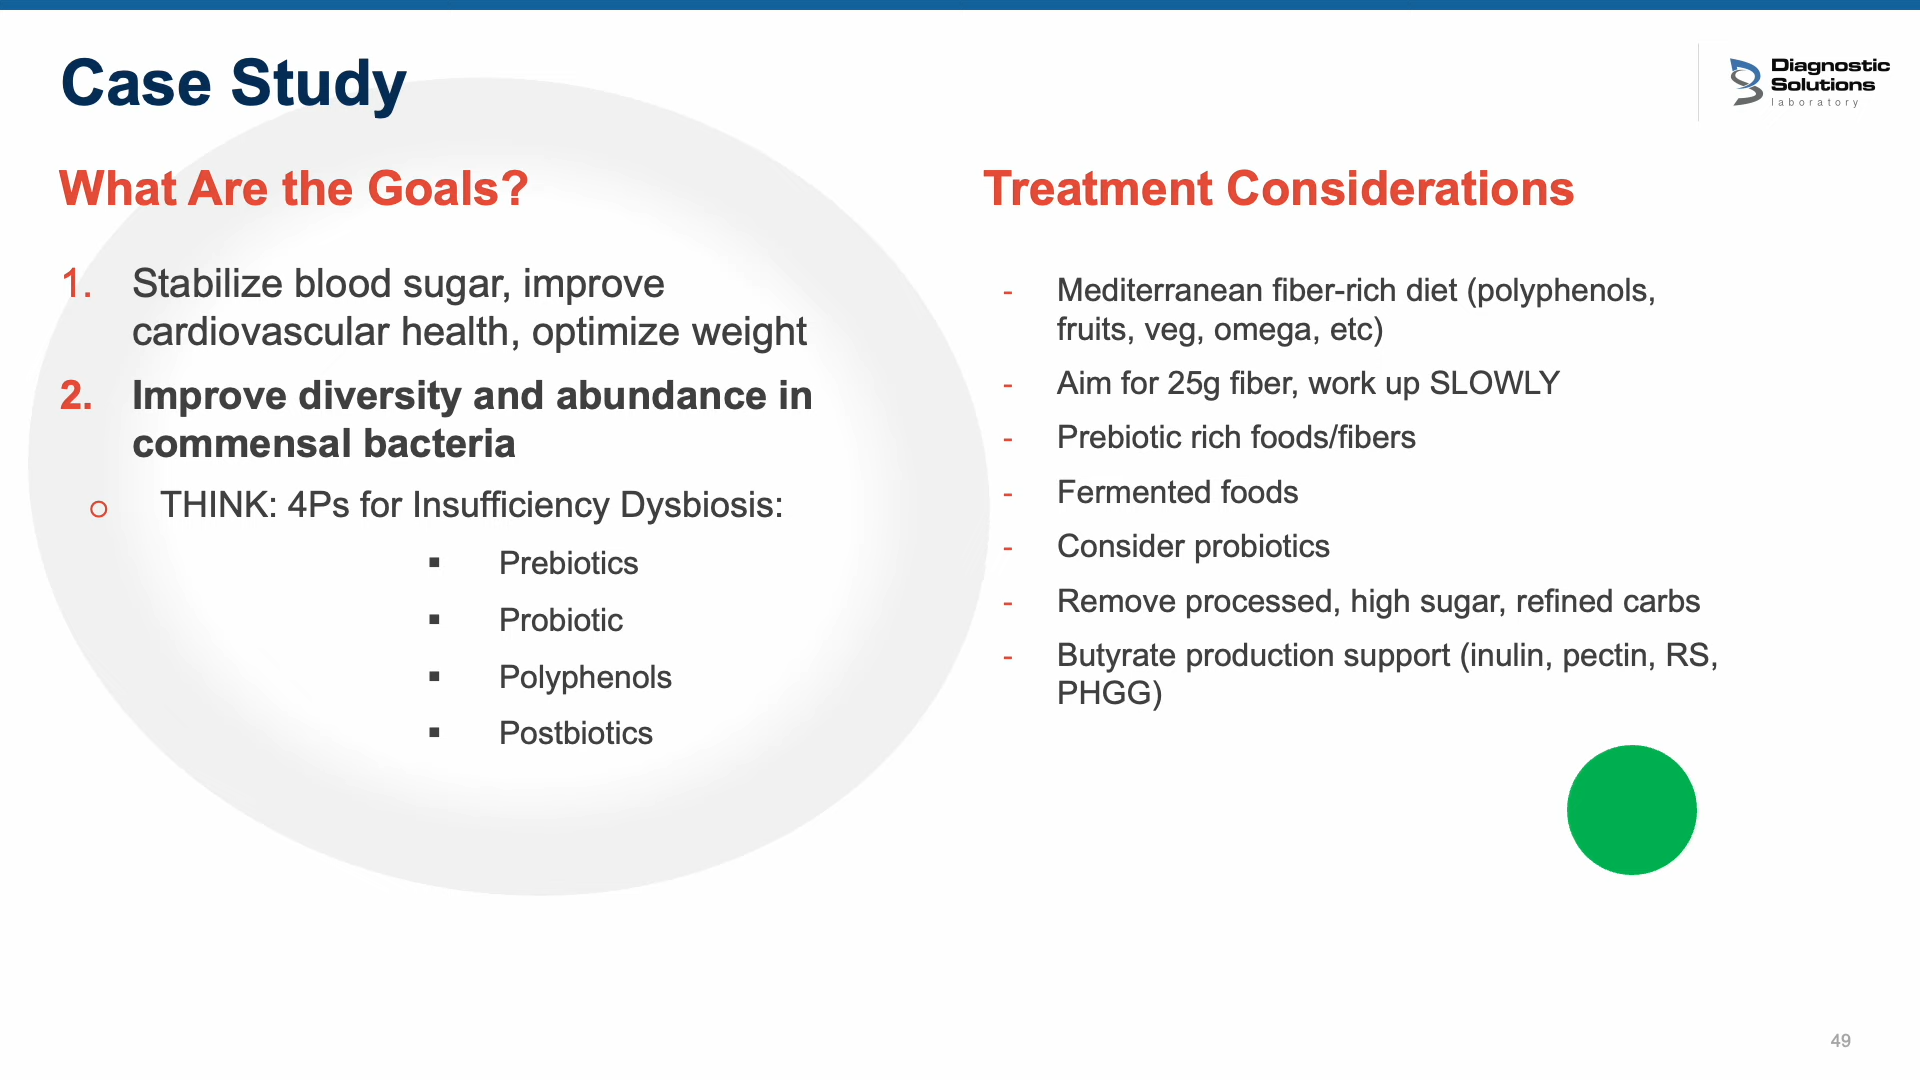 Case Study
Diagnostic
Solutions
laboratory
What Are the Goals?
1. Stabilize blood sugar, improve
cardiovascular health, optimize weight
2. Improve diversity and abundance in
commensal bacteria
o THINK: 4Ps for Insufficiency Dysbiosis:
▪ Prebiotics
▪ Probiotic
▪ Polyphenols
▪ Postbiotics
Treatment Considerations
- Mediterranean fiber-rich diet (polyphenols,
fruits, veg, omega, etc)
- Aim for 25g fiber, work up SLOWLY
- Prebiotic rich foods/fibers
- Fermented foods
- Consider probiotics
- Remove processed, high sugar, refined carbs
- Butyrate production support (inulin, pectin, RS,
PHGG)
49